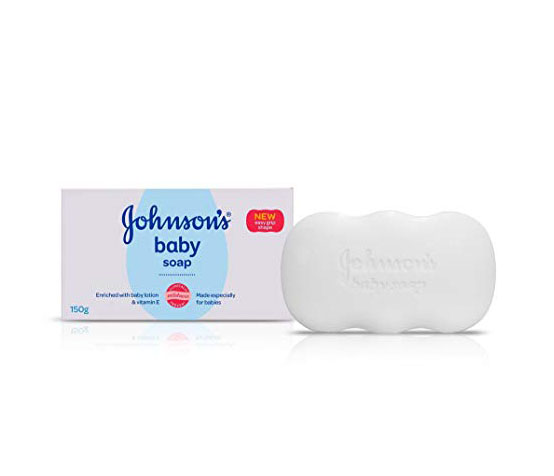 Johnson's®
baby
soap
NEW
easy grip
shape
Enriched with baby lotion
& vitamin E
Made especially
for babies
150g
Johnson's
baby soap